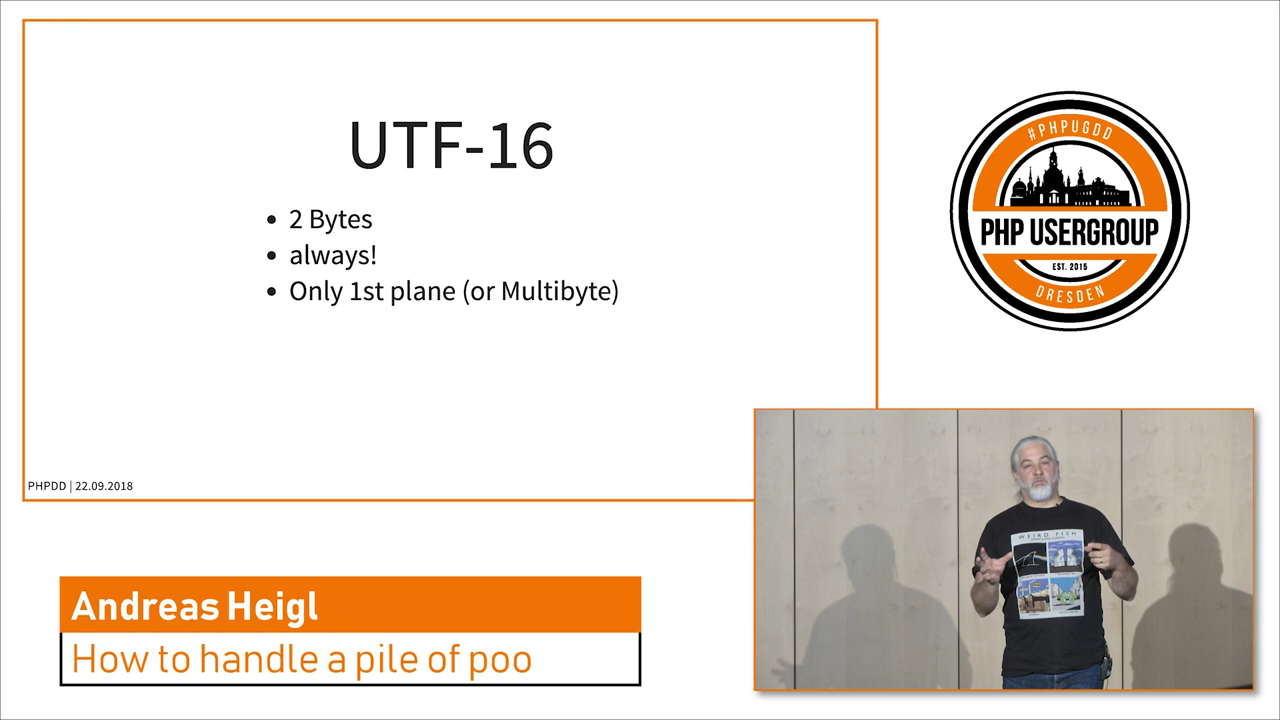 UTF-16
• 2 Bytes
• always!
• Only 1st plane (or Multibyte)
PHPDD | 22.09.2018
#PHPUGDD
PHP USERGROUP
EST. 2015
DRESDEN
WEIRD FISH
Andreas Heigl
How to handle a pile of poo